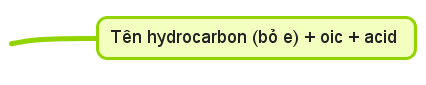 Tên hydrocarbon (bỏ e) + oic + acid